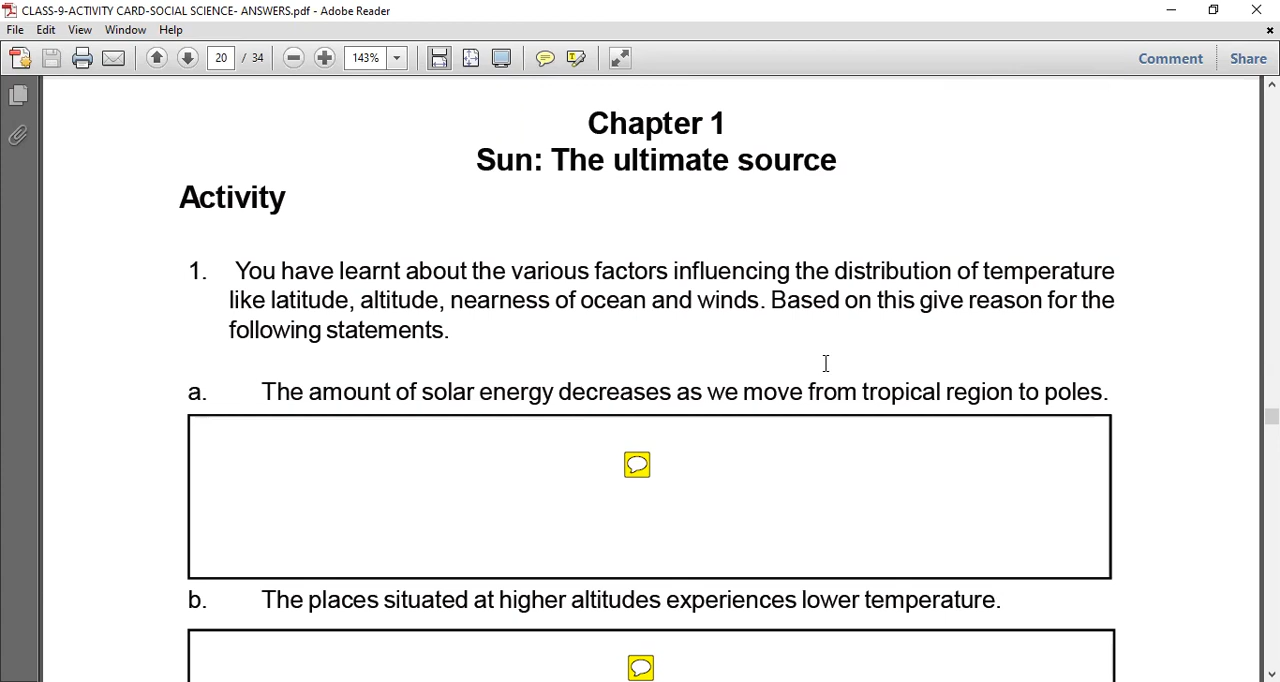 CLASS-9-ACTIVITY CARD-SOCIAL SCIENCE- ANSWERS.pdf - Adobe Reader
File Edit View Window Help
20 / 34 143% Comment Share
Chapter 1
Sun: The ultimate source
Activity
1. You have learnt about the various factors influencing the distribution of temperature
like latitude, altitude, nearness of ocean and winds. Based on this give reason for the
following statements.
a. The amount of solar energy decreases as we move from tropical region to poles.
b. The places situated at higher altitudes experiences lower temperature.